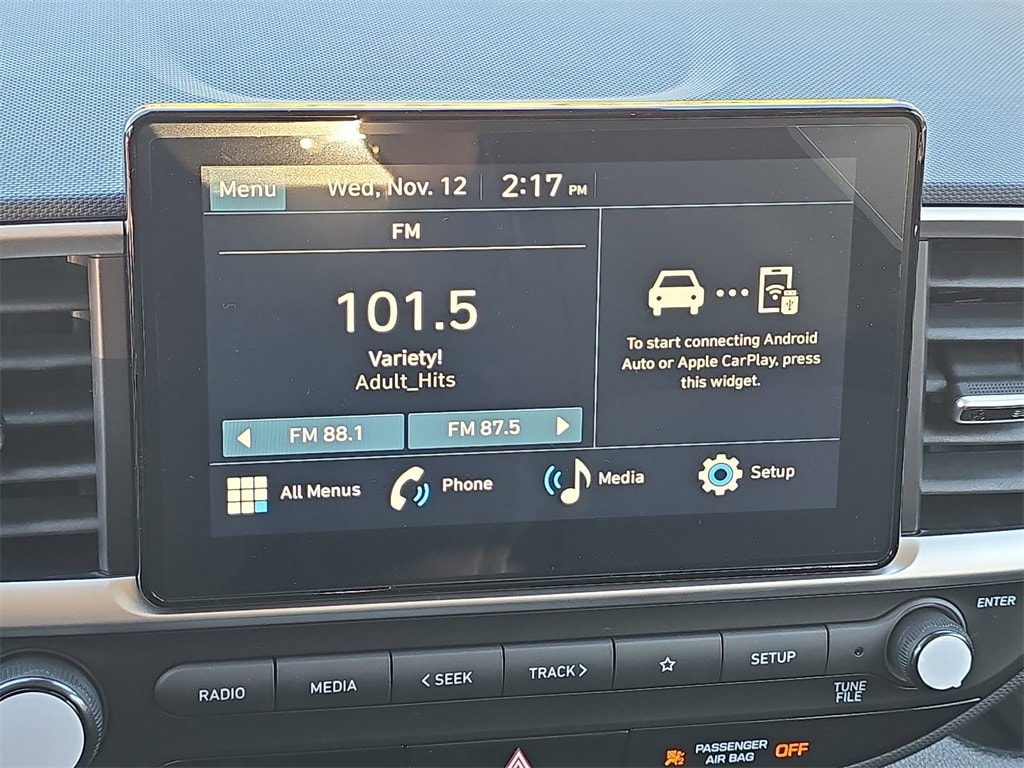 Menu Wed, Nov. 12 2:17 PM
FM
101.5
Variety!
Adult_Hits
FM 88.1 FM 87.5
To start connecting Android
Auto or Apple CarPlay, press
this widget.
All Menus Phone Media Setup
ENTER
RADIO MEDIA < SEEK TRACK > ☆ SETUP
TUNE
FILE
PASSENGER
AIR BAG OFF